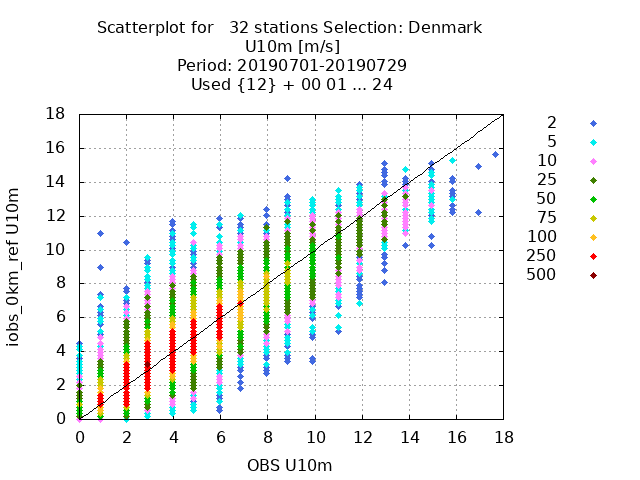 Scatterplot for 32 stations Selection: Denmark
U10m [m/s]
Period: 20190701-20190729
Used {12} + 00 01 ... 24
18
16
14
12
10
8
6
4
2
0
iobs_0km_ref U10m
0 2 4 6 8 10 12 14 16 18
OBS U10m
2
5
10
25
50
75
100
250
500